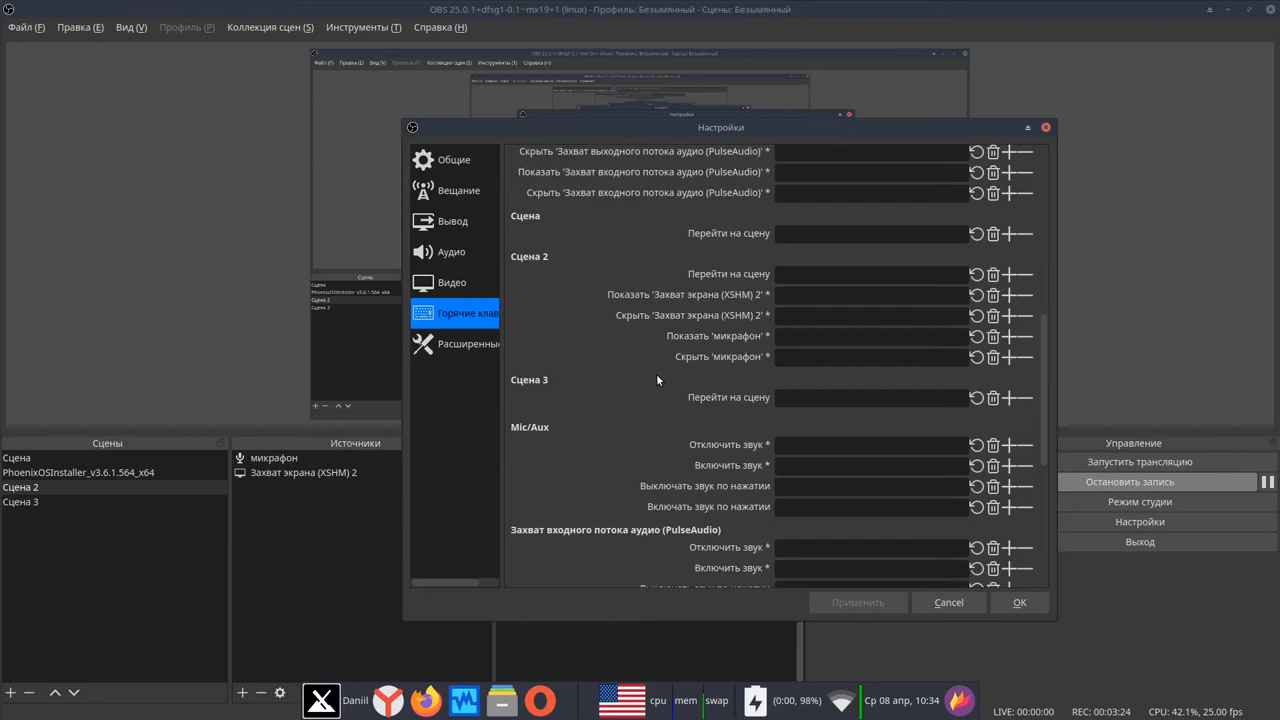 OBS 25.0.1+dfsg1-0.1~mx19+1 (linux) - Профиль: Безымянный - Сцены: Безымянный
Файл (F) Правка (E) Вид (V) Профиль (P) Коллекция сцен (S) Инструменты (T) Справка (H)
Настройки
Общие
Вещание
Вывод
Аудио
Видео
Горячие клав
Расширенны
Скрыть 'Захват выходного потока аудио (PulseAudio)' *
Показать 'Захват входного потока аудио (PulseAudio)' *
Скрыть 'Захват входного потока аудио (PulseAudio)' *
Сцена
Перейти на сцену
Сцена 2
Перейти на сцену
Показать 'Захват экрана (XSHM) 2' *
Скрыть 'Захват экрана (XSHM) 2' *
Показать 'микрофон' *
Скрыть 'микрофон' *
Сцена 3
Перейти на сцену
Mic/Aux
Отключить звук *
Включить звук *
Выключать звук по нажатии
Включать звук по нажатии
Захват входного потока аудио (PulseAudio)
Отключить звук *
Включить звук *
Применить Cancel OK
Сцены
Сцена
PhoenixOSInstaller_v3.6.1.564_x64
Сцена 2
Сцена 3
Источники
микрофон
Захват экрана (XSHM) 2
Управление
Запустить трансляцию
Остановить запись
Режим студии
Настройки
Выход
Daniil cpu mem swap (0:00, 98%) Ср 08 апр, 10:34
LIVE: 00:00:00 REC: 00:03:24 CPU: 42.1%, 25.00 fps